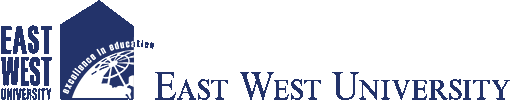 EAST
WEST
UNIVERSITY
excellence in education
EAST WEST UNIVERSITY